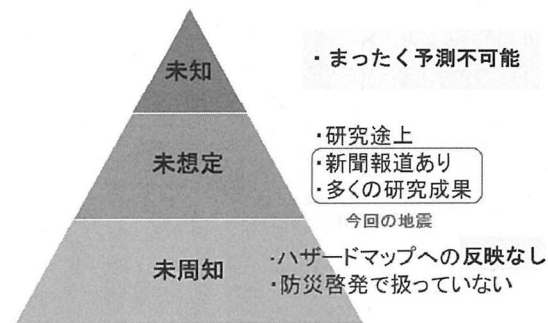 未知
・まったく予測不可能
未想定
・研究途上
・新聞報道あり
・多くの研究成果
今回の地震
未周知
・ハザードマップへの反映なし
・防災啓発で扱っていない